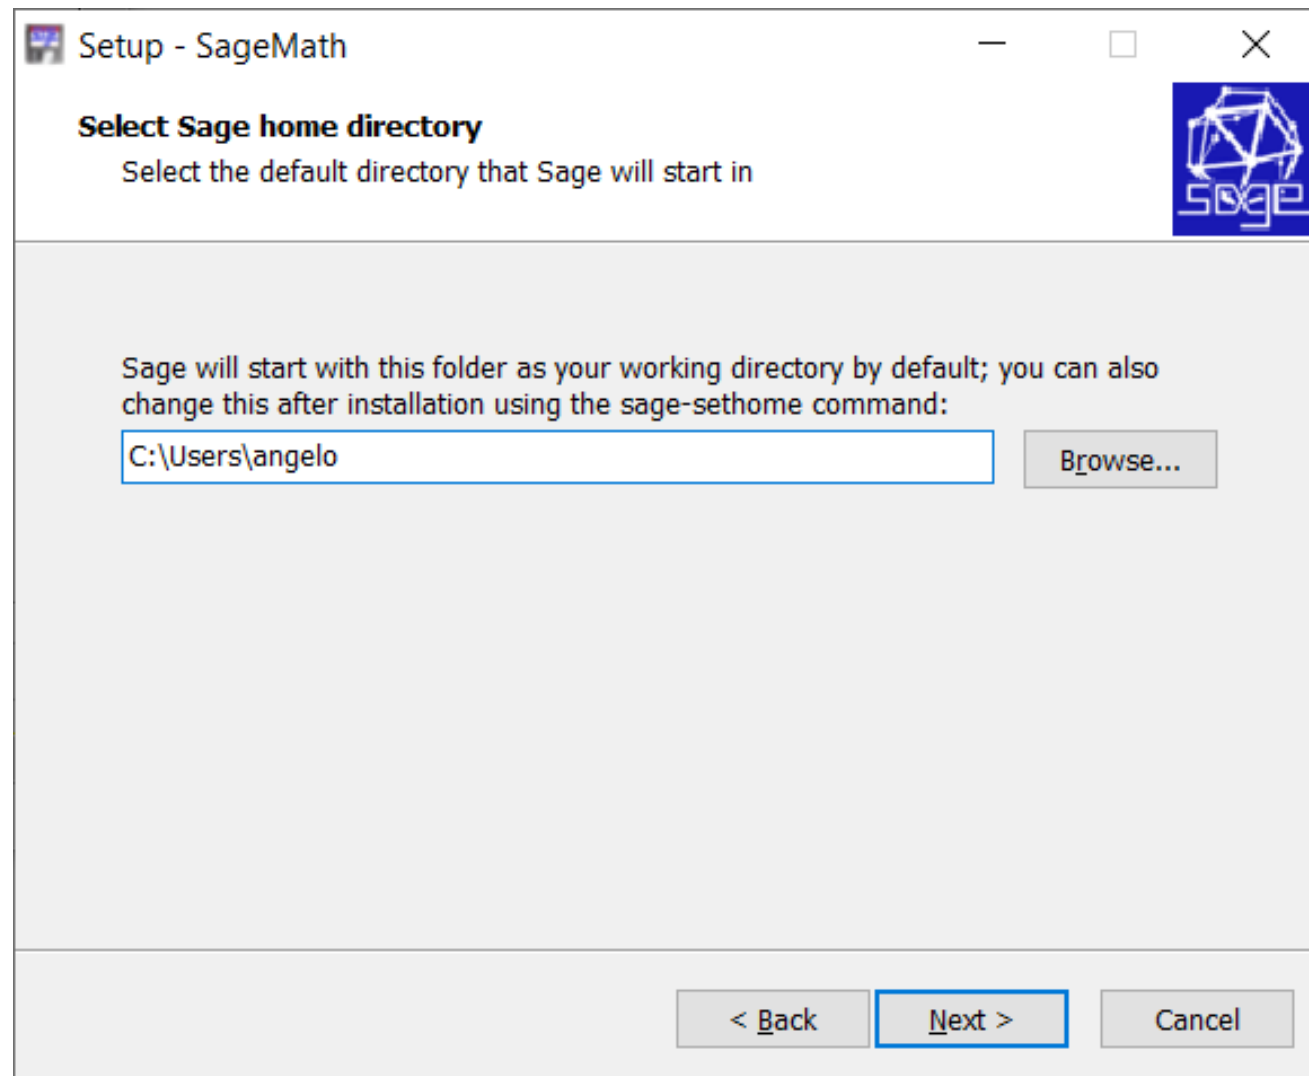 Setup - SageMath
Select Sage home directory
Select the default directory that Sage will start in
sage
Sage will start with this folder as your working directory by default; you can also
change this after installation using the sage-sethome command:
C:\Users\angelo
Browse...
< Back
Next >
Cancel